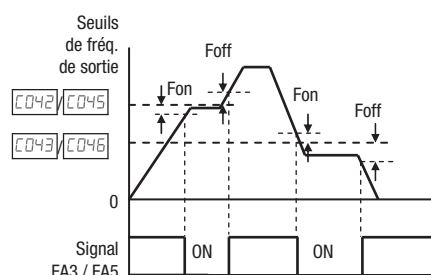 Seuils
de fréq.
de sortie
Foff
Fon
C042/C045
Fon
Foff
C043/C046
0
Signal
FA3 / FA5
ON
ON